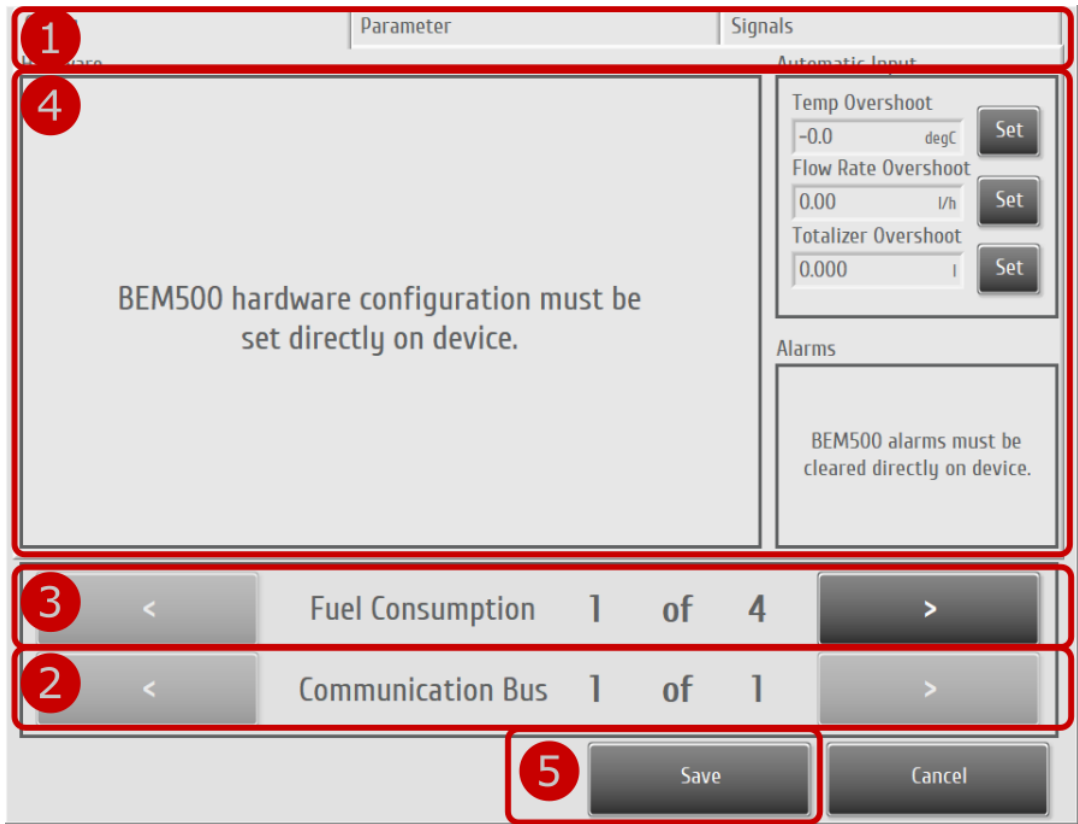 1
Parameter
Signals
4
Automatic Input
Temp Overshoot
-0.0 degC
Set
Flow Rate Overshoot
0.00 l/h
Set
Totalizer Overshoot
0.000 l
Set
BEM500 hardware configuration must be
set directly on device.
Alarms
BEM500 alarms must be
cleared directly on device.
3
< Fuel Consumption 1 of 4 >
2
< Communication Bus 1 of 1 >
5
Save
Cancel